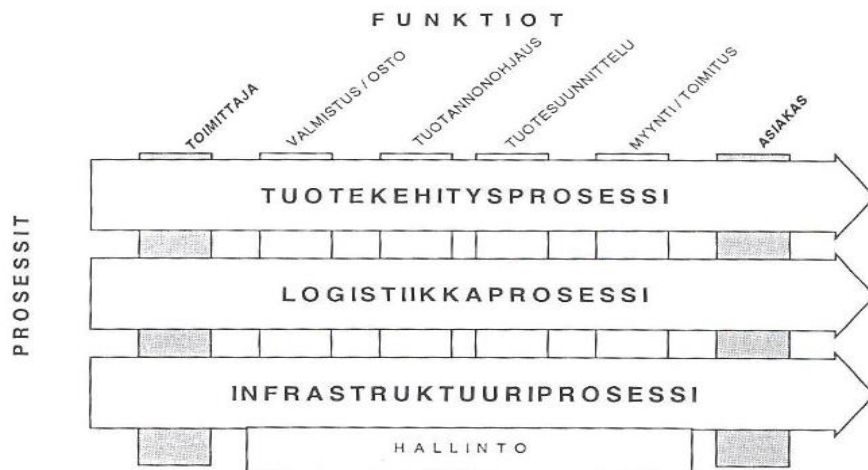 FUNKTIOT
TOIMITTAJA
VALMISTUS / OSTO
TUOTANNONOHJAUS
TUOTESUUNNITTELU
MYYNTI / TOIMITUS
ASIAKAS
PROSESSIT
TUOTEKEHITYSPROSESSI
LOGISTIIKKAPROSESSI
INFRASTRUKTUURIPROSESSI
HALLINTO